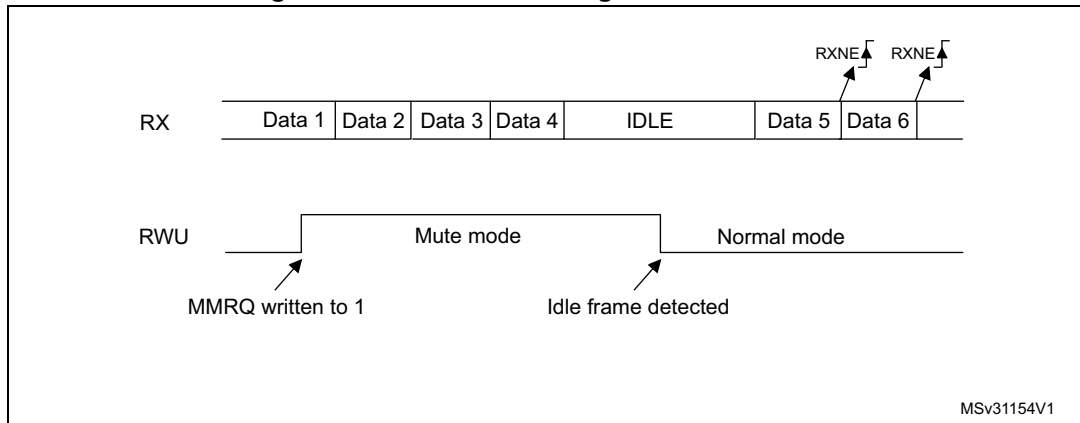 RXNE RXNE
RX Data 1 Data 2 Data 3 Data 4 IDLE Data 5 Data 6
RWU Mute mode Normal mode
MMRQ written to 1 Idle frame detected
MSv31154V1